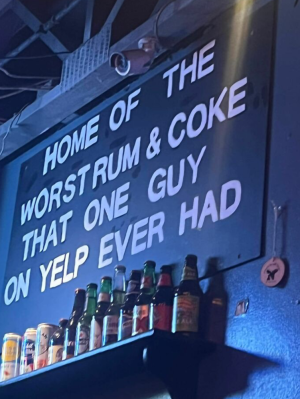 HOME OF THE
WORST RUM & COKE
THAT ONE GUY
ON YELP EVER HAD